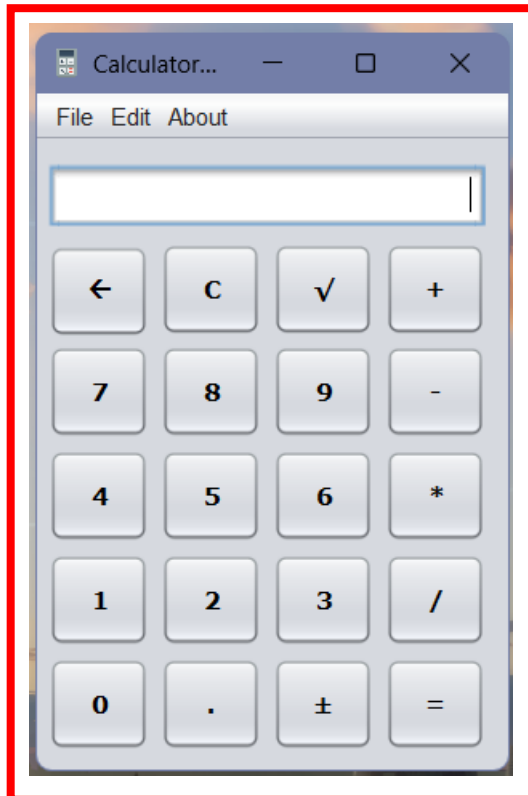 Calculator...
File Edit About
← C √ +
7 8 9 -
4 5 6 *
1 2 3 /
0 . ± =